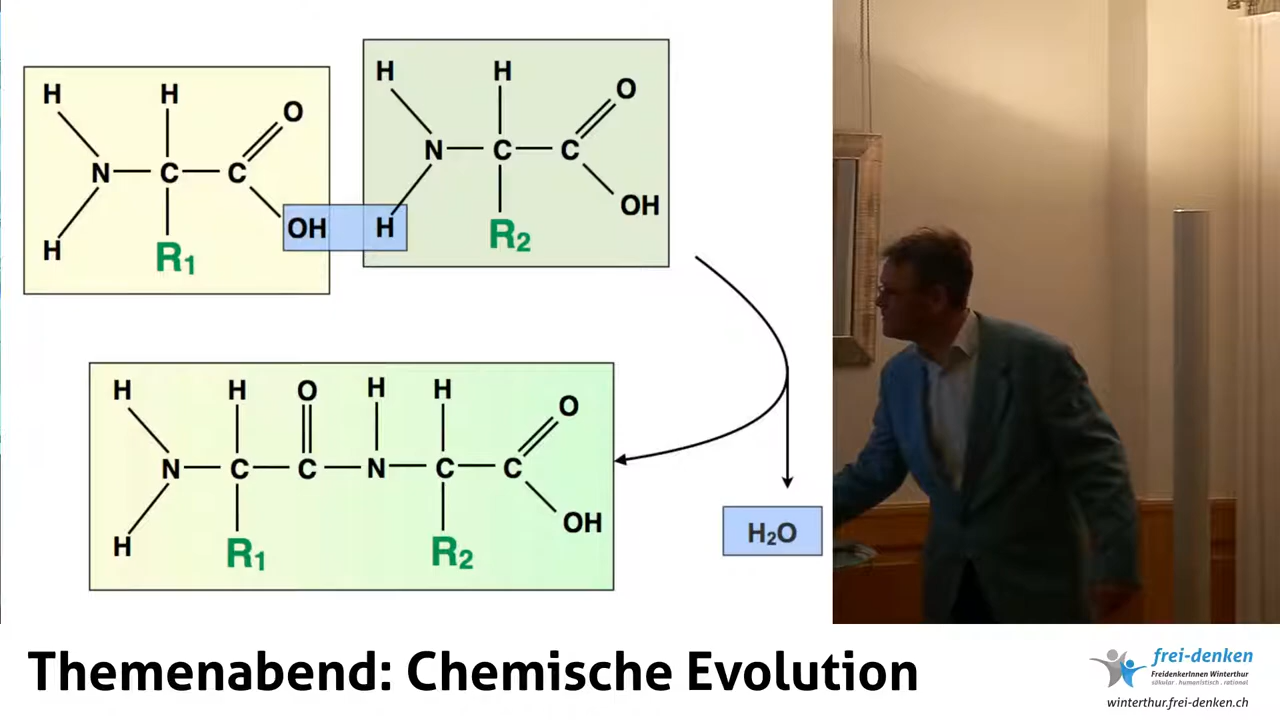 H H O
N C C
H R1 OH
H H O
N C C
H R2 OH
H H O H H O
N C C N C C
H R1 R2 OH
H2O
Themenabend: Chemische Evolution
frei-denken
FreidenkerInnen Winterthur
säkular . humanistisch . rational
winterthur.frei-denken.ch